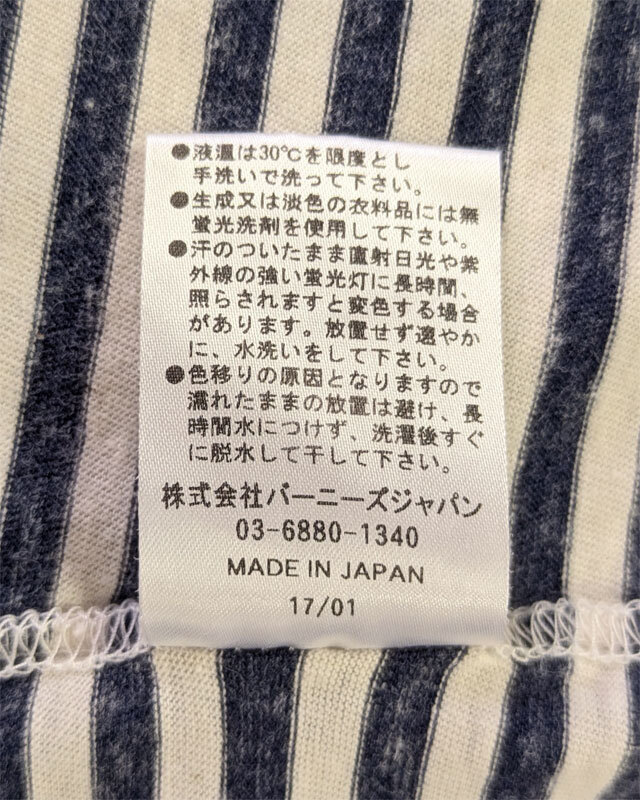 ●液温は30℃を限度とし
手洗いで洗って下さい。
●生成又は淡色の衣料品には無
蛍光洗剤を使用して下さい。
●汗のついたまま直射日光や紫
外線の強い蛍光灯に長時間、
照らされますと変色する場合
があります。放置せず速やか
に、水洗いをして下さい。
●色移りの原因となりますので
濡れたままの放置は避け、長
時間水につけず、洗濯後すぐ
に脱水して干して下さい。
株式会社バーニーズジャパン
03-6880-1340
MADE IN JAPAN
17/01